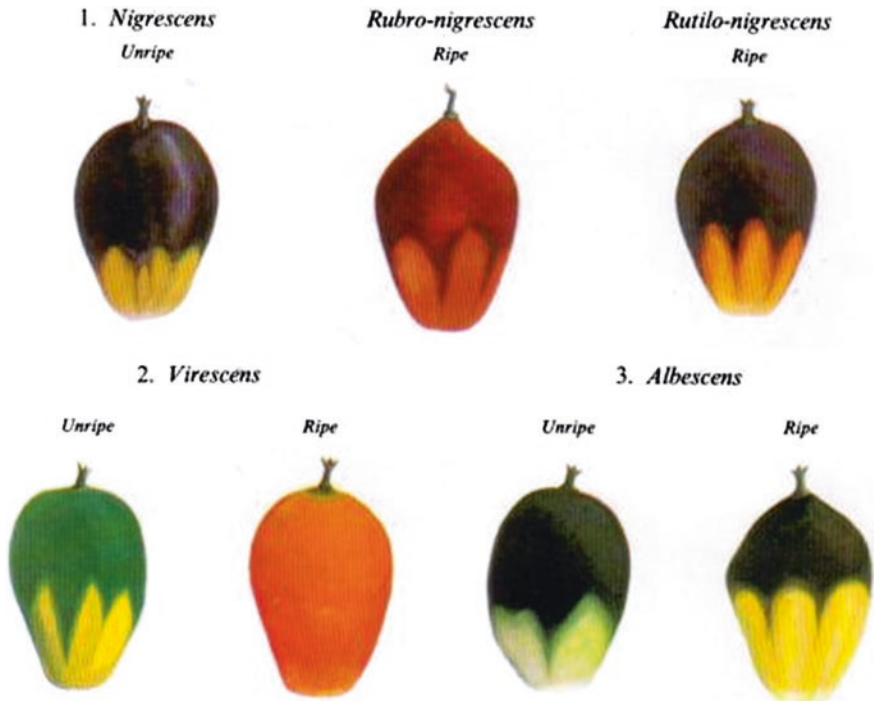 1. Nigrescens
Rubro-nigrescens
Rutilo-nigrescens
Unripe
Ripe
Ripe
2. Virescens
3. Albescens
Unripe
Ripe
Unripe
Ripe